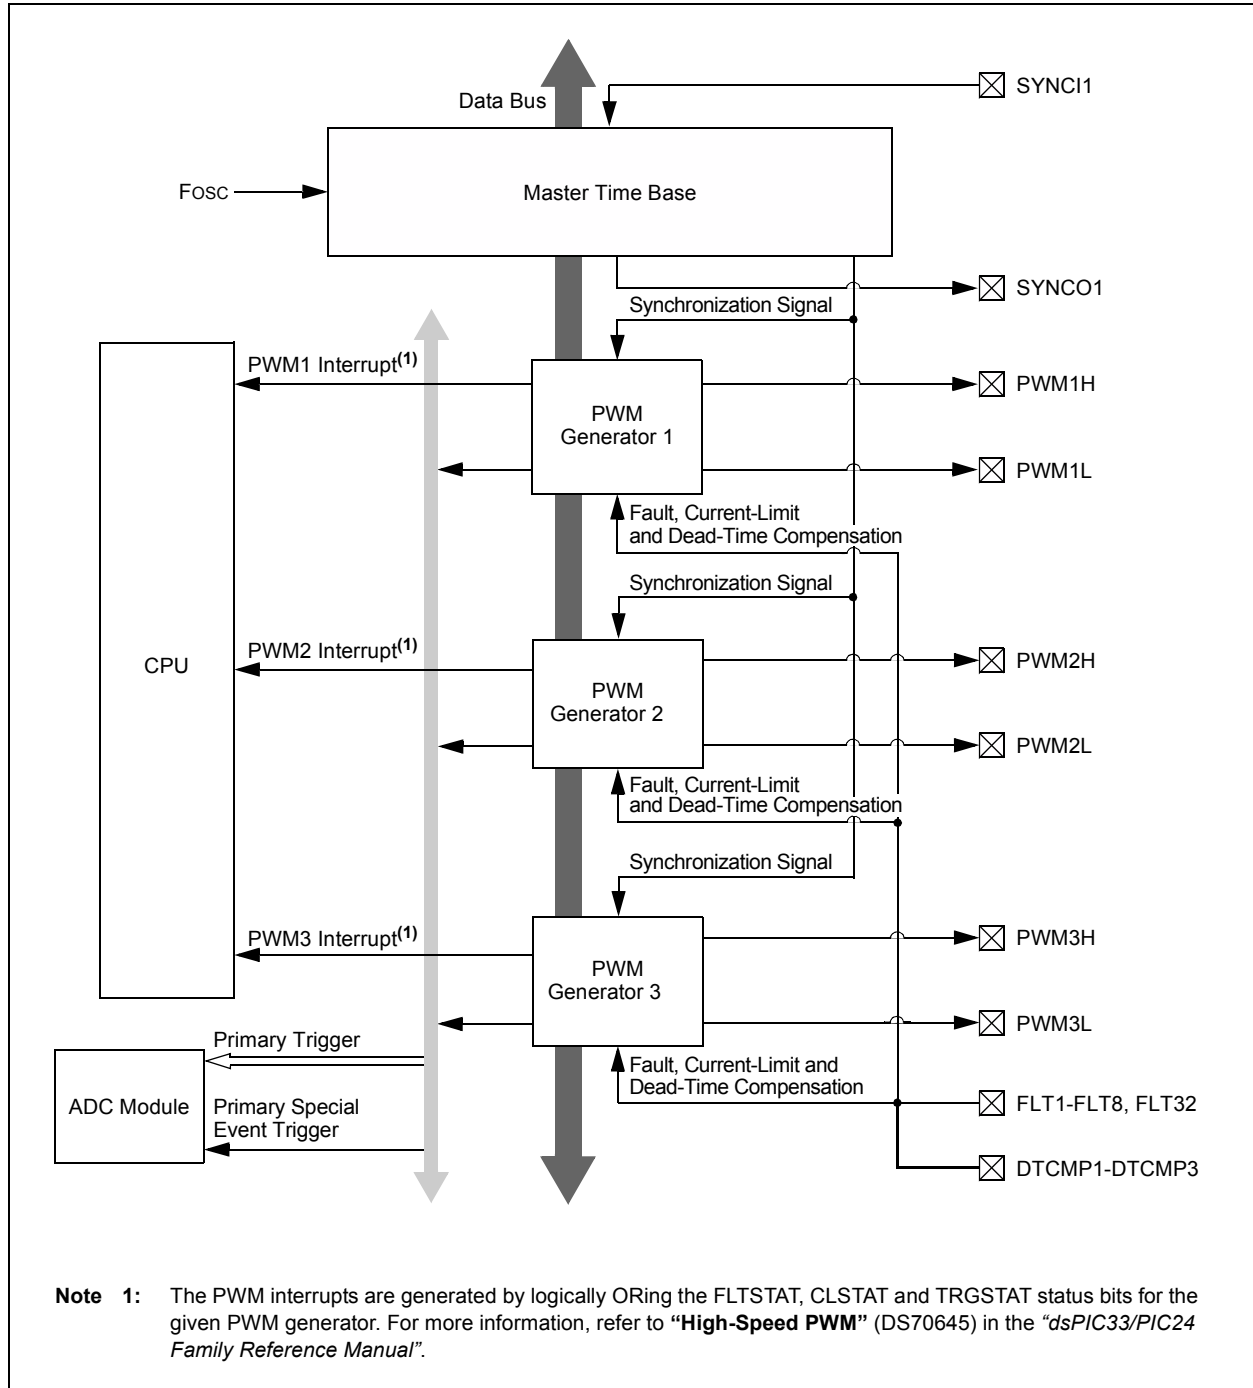 SYNCI1
Data Bus
Master Time Base
FOSC
SYNCO1
Synchronization Signal
PWM1 Interrupt(1)
PWM1H
PWM
Generator 1
PWM1L
Fault, Current-Limit
and Dead-Time Compensation
Synchronization Signal
CPU
PWM2 Interrupt(1)
PWM2H
PWM
Generator 2
PWM2L
Fault, Current-Limit
and Dead-Time Compensation
Synchronization Signal
PWM3 Interrupt(1)
PWM3H
PWM
Generator 3
PWM3L
Primary Trigger
Fault, Current-Limit and
Dead-Time Compensation
ADC Module
Primary Special
Event Trigger
FLT1-FLT8, FLT32
DTCMP1-DTCMP3
Note 1: The PWM interrupts are generated by logically ORing the FLTSTAT, CLSTAT and TRGSTAT status bits for the
given PWM generator. For more information, refer to “High-Speed PWM” (DS70645) in the “dsPIC33/PIC24
Family Reference Manual”.